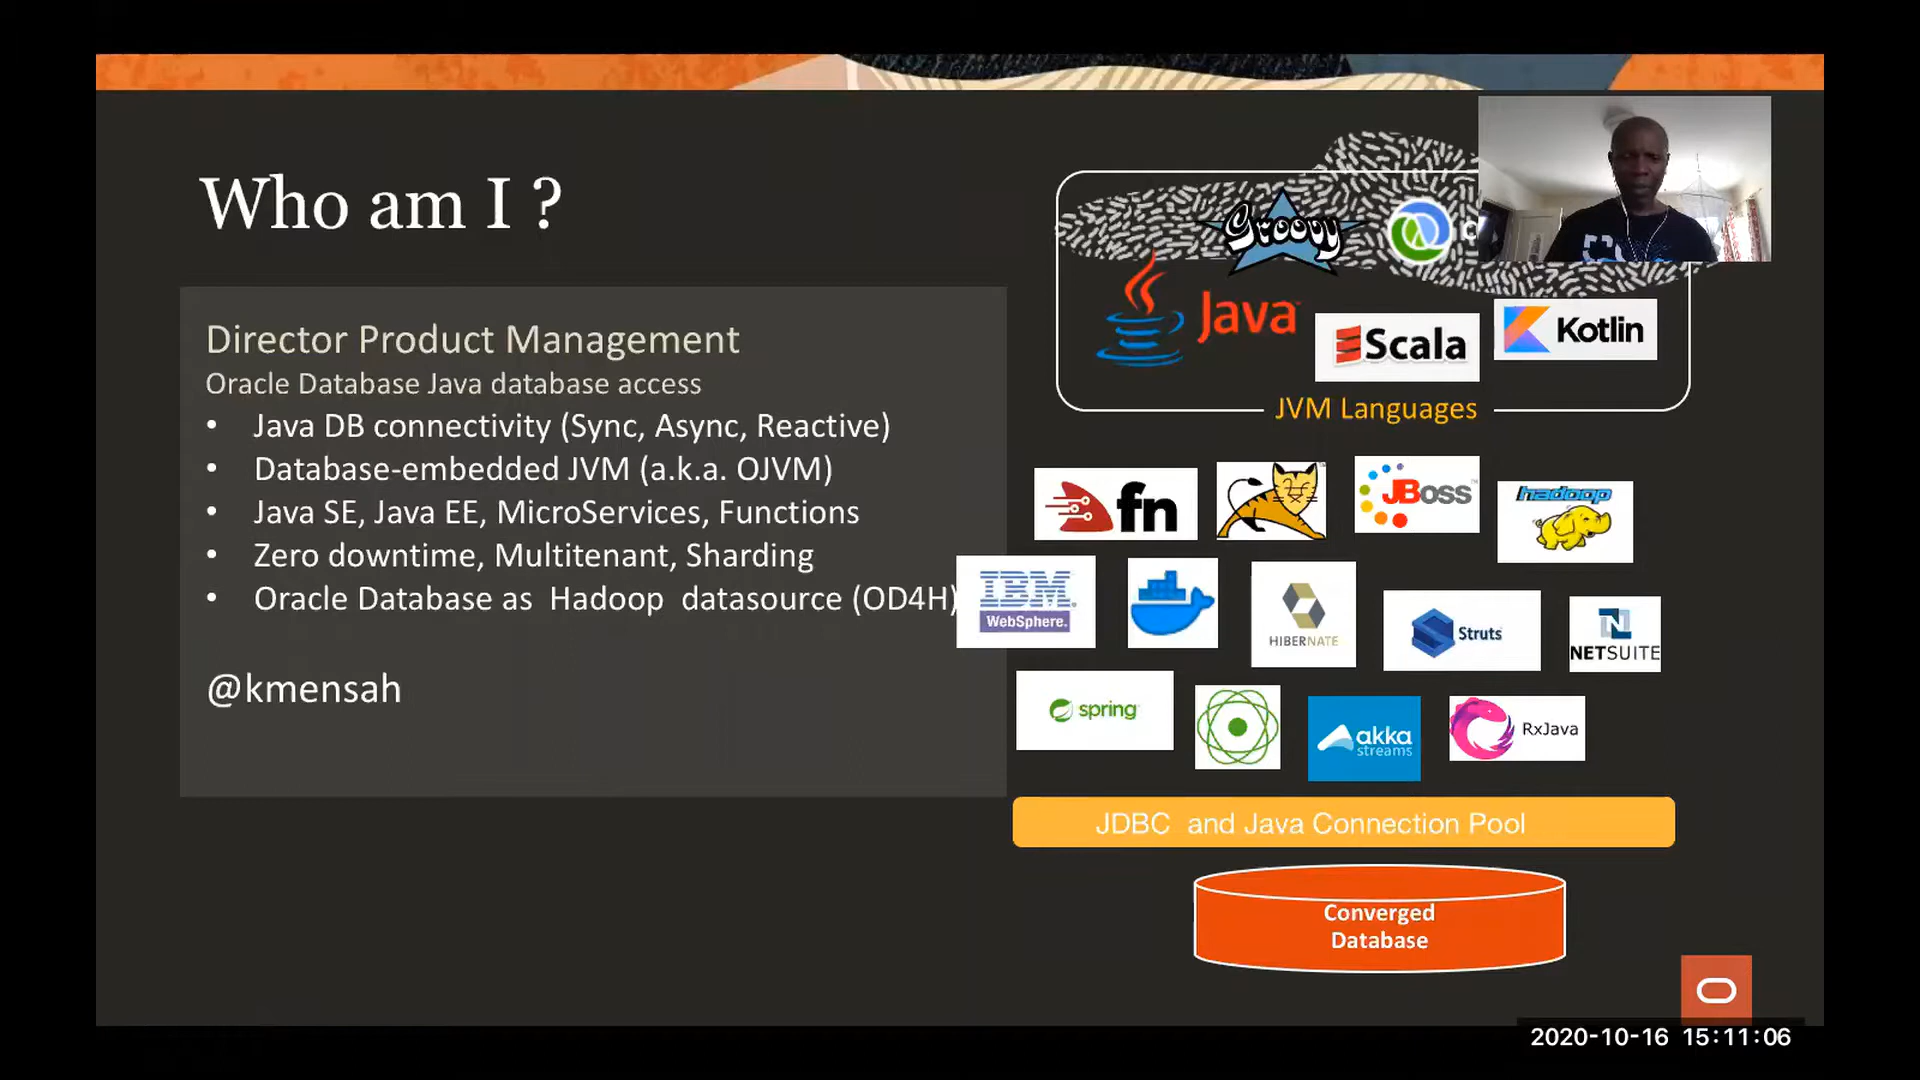 Who am I ?
Director Product Management
Oracle Database Java database access
• Java DB connectivity (Sync, Async, Reactive)
• Database-embedded JVM (a.k.a. OJVM)
• Java SE, Java EE, MicroServices, Functions
• Zero downtime, Multitenant, Sharding
• Oracle Database as Hadoop datasource (OD4H)
@kmensah
Groovy
Java
Scala
Kotlin
JVM Languages
fn
JBoss
hadoop
IBM
WebSphere.
HIBERNATE
Struts
NETSUITE
spring
akka
streams
RxJava
JDBC and Java Connection Pool
Converged
Database
2020-10-16 15:11:06